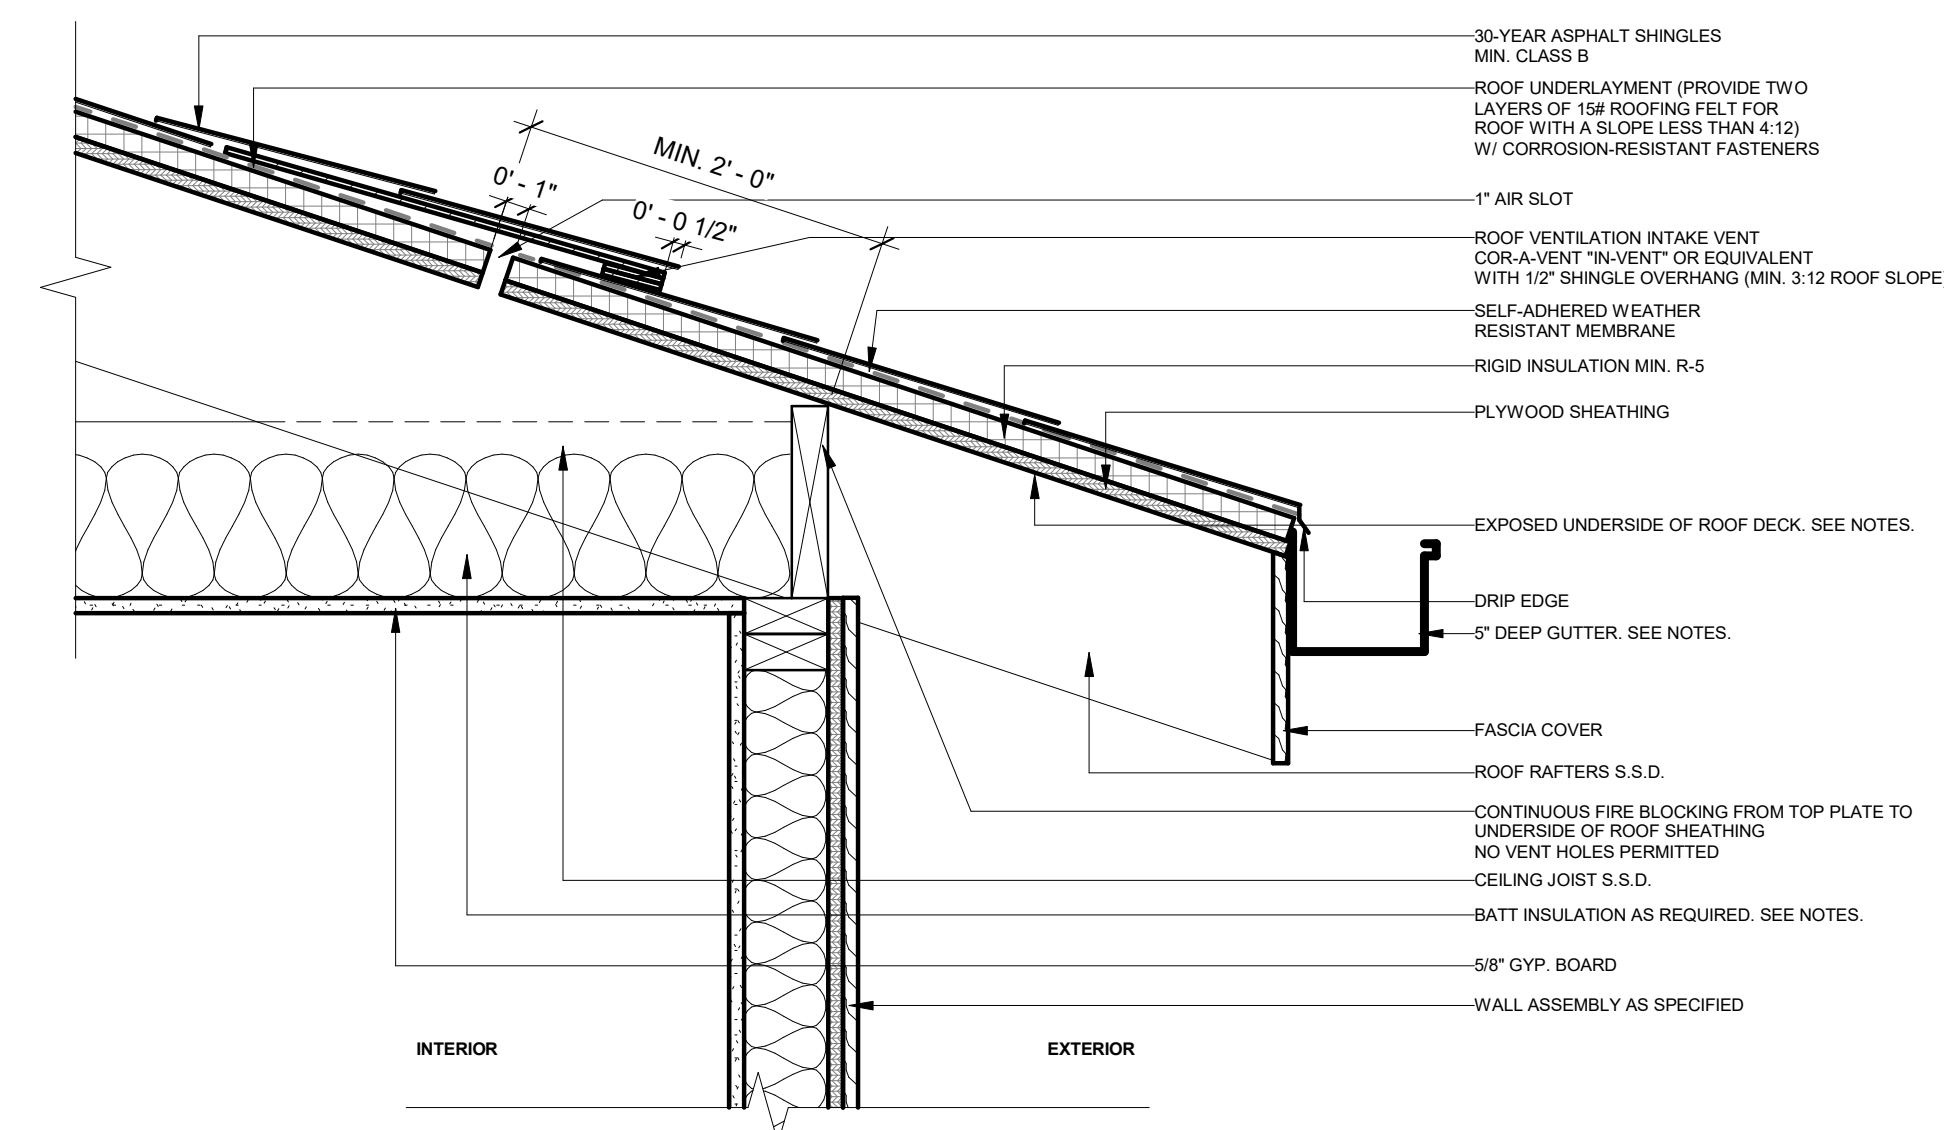 30-YEAR ASPHALT SHINGLES
MIN. CLASS B
ROOF UNDERLAYMENT (PROVIDE TWO
LAYERS OF 15# ROOFING FELT FOR
ROOF WITH A SLOPE LESS THAN 4:12)
W/ CORROSION-RESISTANT FASTENERS
MIN. 2' - 0"
0' - 1"
0' - 0 1/2"
1" AIR SLOT
ROOF VENTILATION INTAKE VENT
COR-A-VENT "IN-VENT" OR EQUIVALENT
WITH 1/2" SHINGLE OVERHANG (MIN. 3:12 ROOF SLOPE)
SELF-ADHERED WEATHER
RESISTANT MEMBRANE
RIGID INSULATION MIN. R-5
PLYWOOD SHEATHING
EXPOSED UNDERSIDE OF ROOF DECK. SEE NOTES.
DRIP EDGE
5" DEEP GUTTER. SEE NOTES.
FASCIA COVER
ROOF RAFTERS S.S.D.
CONTINUOUS FIRE BLOCKING FROM TOP PLATE TO
UNDERSIDE OF ROOF SHEATHING
NO VENT HOLES PERMITTED
CEILING JOIST S.S.D.
BATT INSULATION AS REQUIRED. SEE NOTES.
5/8" GYP. BOARD
WALL ASSEMBLY AS SPECIFIED
INTERIOR
EXTERIOR